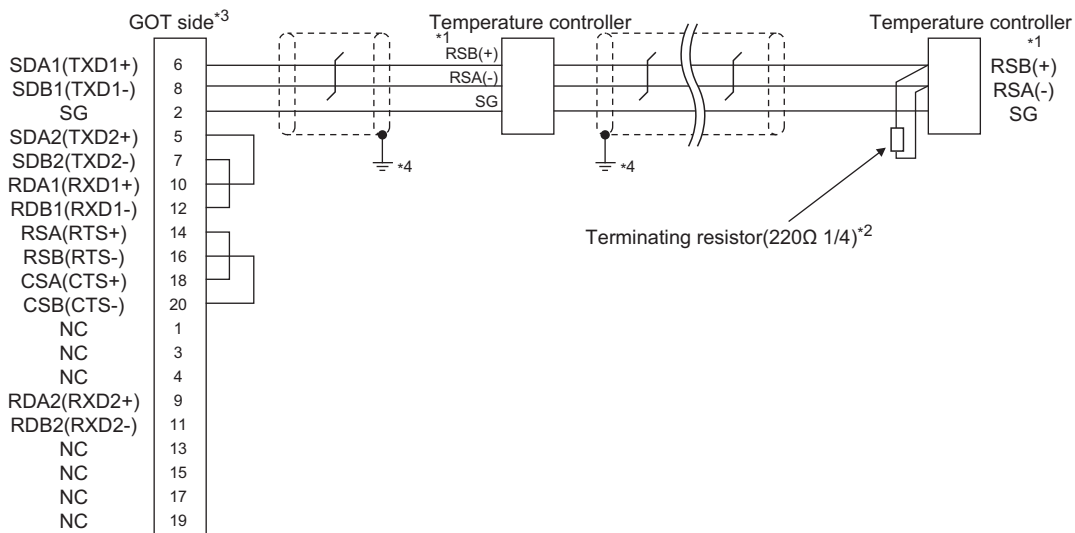 GOT side*3
Temperature controller
*1
Temperature controller
*1
SDA1(TXD1+) 6 RSB(+) RSB(+)
SDB1(TXD1-) 8 RSA(-) RSA(-)
SG 2 SG SG
SDA2(TXD2+) 5
SDB2(TXD2-) 7
*4
*4
RDA1(RXD1+) 10
RDB1(RXD1-) 12
RSA(RTS+) 14
Terminating resistor(220Ω 1/4)*2
RSB(RTS-) 16
CSA(CTS+) 18
CSB(CTS-) 20
NC 1
NC 3
NC 4
RDA2(RXD2+) 9
RDB2(RXD2-) 11
NC 13
NC 15
NC 17
NC 19